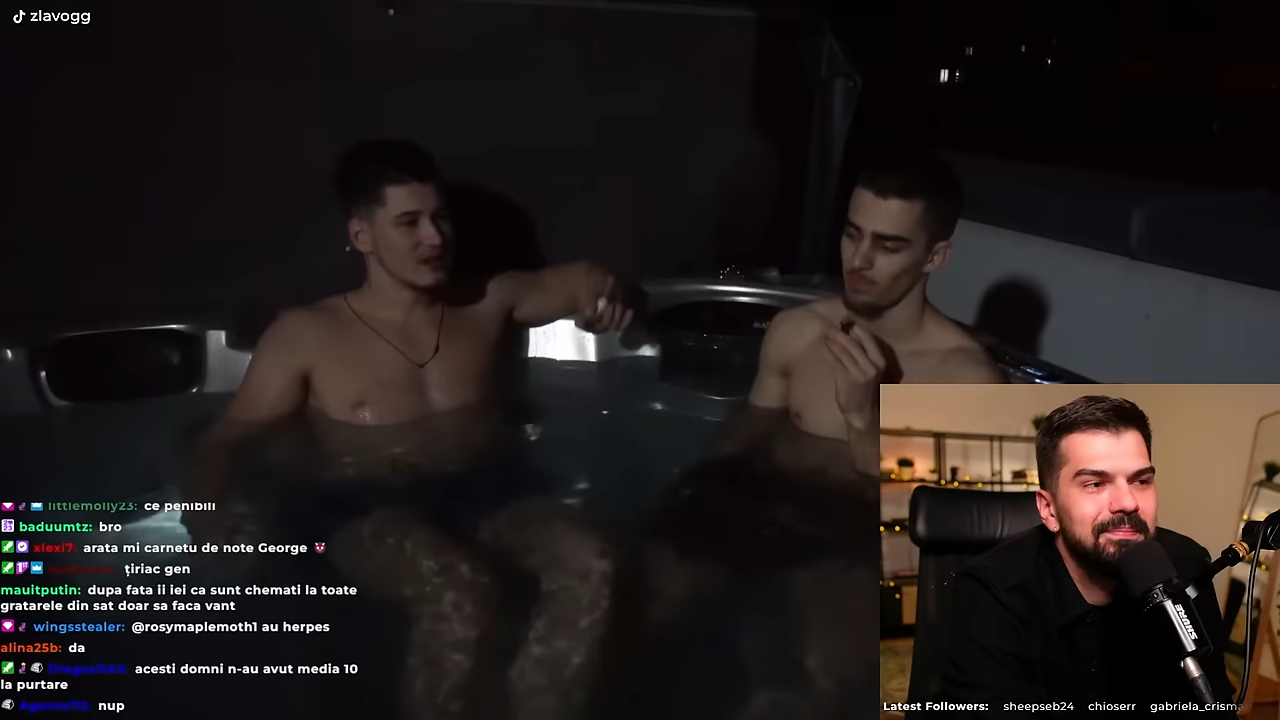 zlavogg
littlemolly23: ce penibili
baduumtz: bro
xlexi7: arata mi carnetu de note George
țiriac gen
mauitputin: dupa fata ii iei ca sunt chemati la toate
gratarele din sat doar sa faca vant
wingsstealer: @rosymaplemoth1 au herpes
alina25b: da
acesti domni n-au avut media 10
la purtare
nup
SHURE
Latest Followers: sheepseb24 chioserr gabriela_crisma